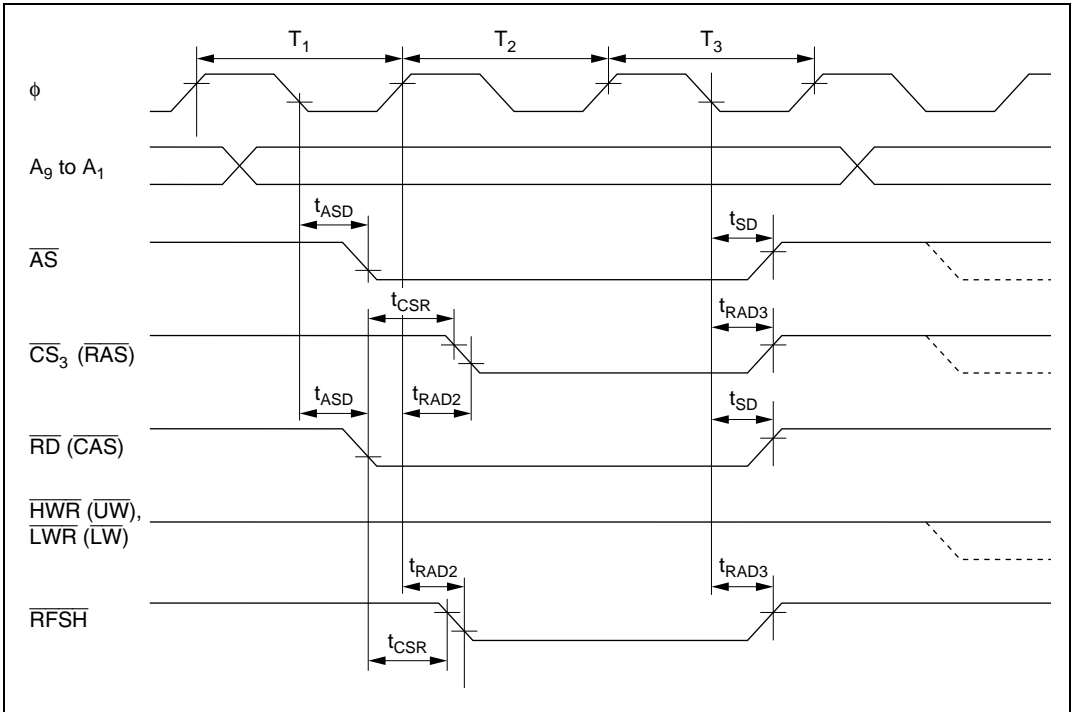 T1 T2 T3
ϕ
A9 to A1
tASD tSD
AS
tCSR tRAD3
CS3 (RAS)
tASD tRAD2 tSD
RD (CAS)
HWR (UW),
LWR (LW)
tRAD2 tRAD3
RFSH
tCSR